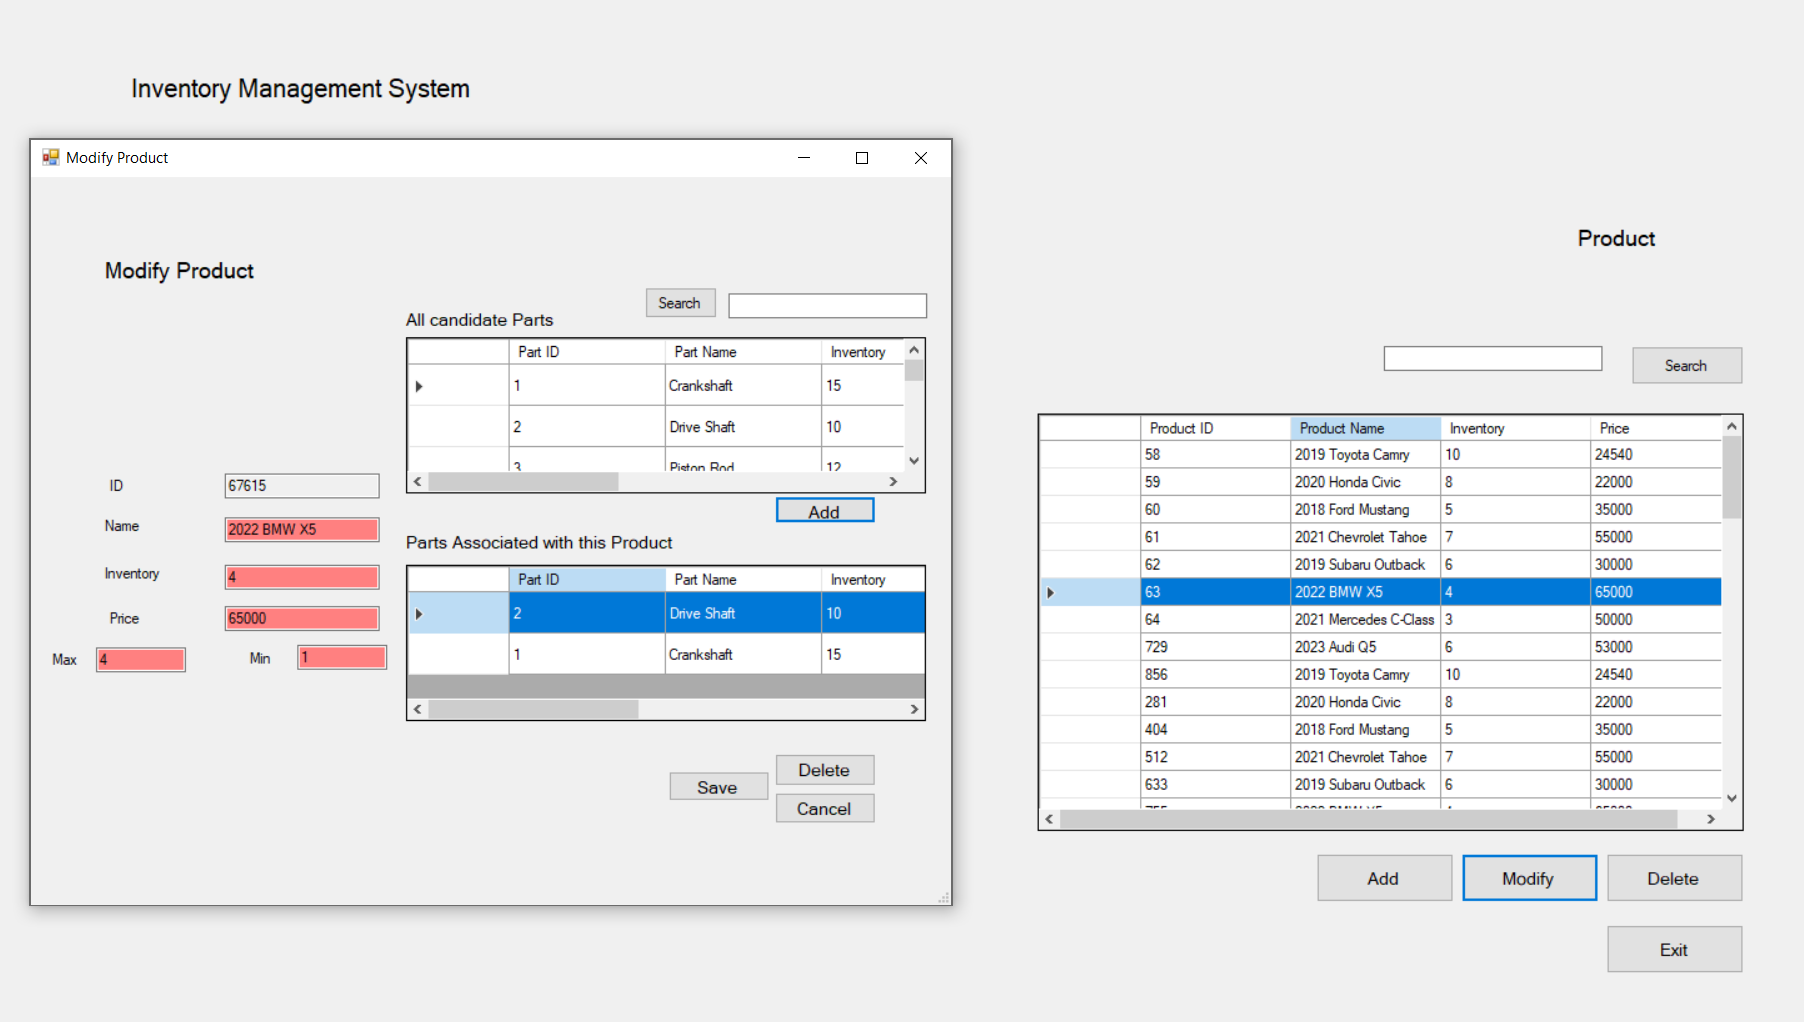 Inventory Management System
Modify Product
Modify Product
Search
All candidate Parts
Part ID Part Name Inventory
1 Crankshaft 15
2 Drive Shaft 10
3 Piston Rod 12
Add
Parts Associated with this Product
Part ID Part Name Inventory
2 Drive Shaft 10
1 Crankshaft 15
ID 67615
Name 2022 BMW X5
Inventory 4
Price 65000
Max 4 Min 1
Save
Delete
Cancel
Product
Search
Product ID Product Name Inventory Price
58 2019 Toyota Camry 10 24540
59 2020 Honda Civic 8 22000
60 2018 Ford Mustang 5 35000
61 2021 Chevrolet Tahoe 7 55000
62 2019 Subaru Outback 6 30000
63 2022 BMW X5 4 65000
64 2021 Mercedes C-Class 3 50000
729 2023 Audi Q5 6 53000
856 2019 Toyota Camry 10 24540
281 2020 Honda Civic 8 22000
404 2018 Ford Mustang 5 35000
512 2021 Chevrolet Tahoe 7 55000
633 2019 Subaru Outback 6 30000
Add Modify Delete
Exit